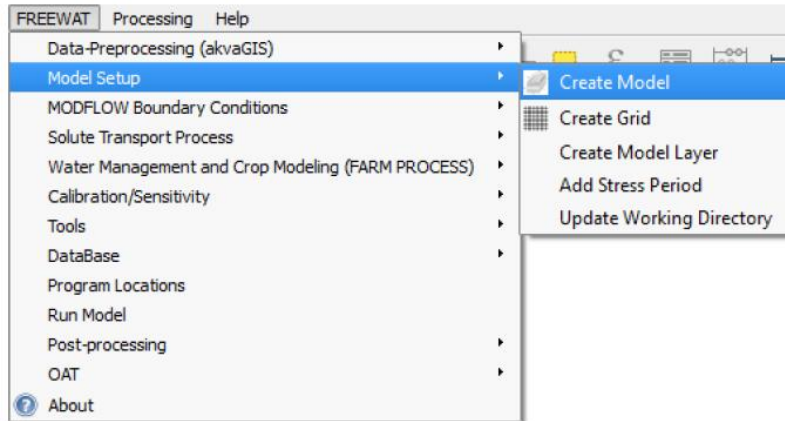 FREEWAT Processing Help
Data-Preprocessing (akvaGIS)
Model Setup
MODFLOW Boundary Conditions
Solute Transport Process
Water Management and Crop Modeling (FARM PROCESS)
Calibration/Sensitivity
Tools
DataBase
Program Locations
Run Model
Post-processing
OAT
About
Create Model
Create Grid
Create Model Layer
Add Stress Period
Update Working Directory